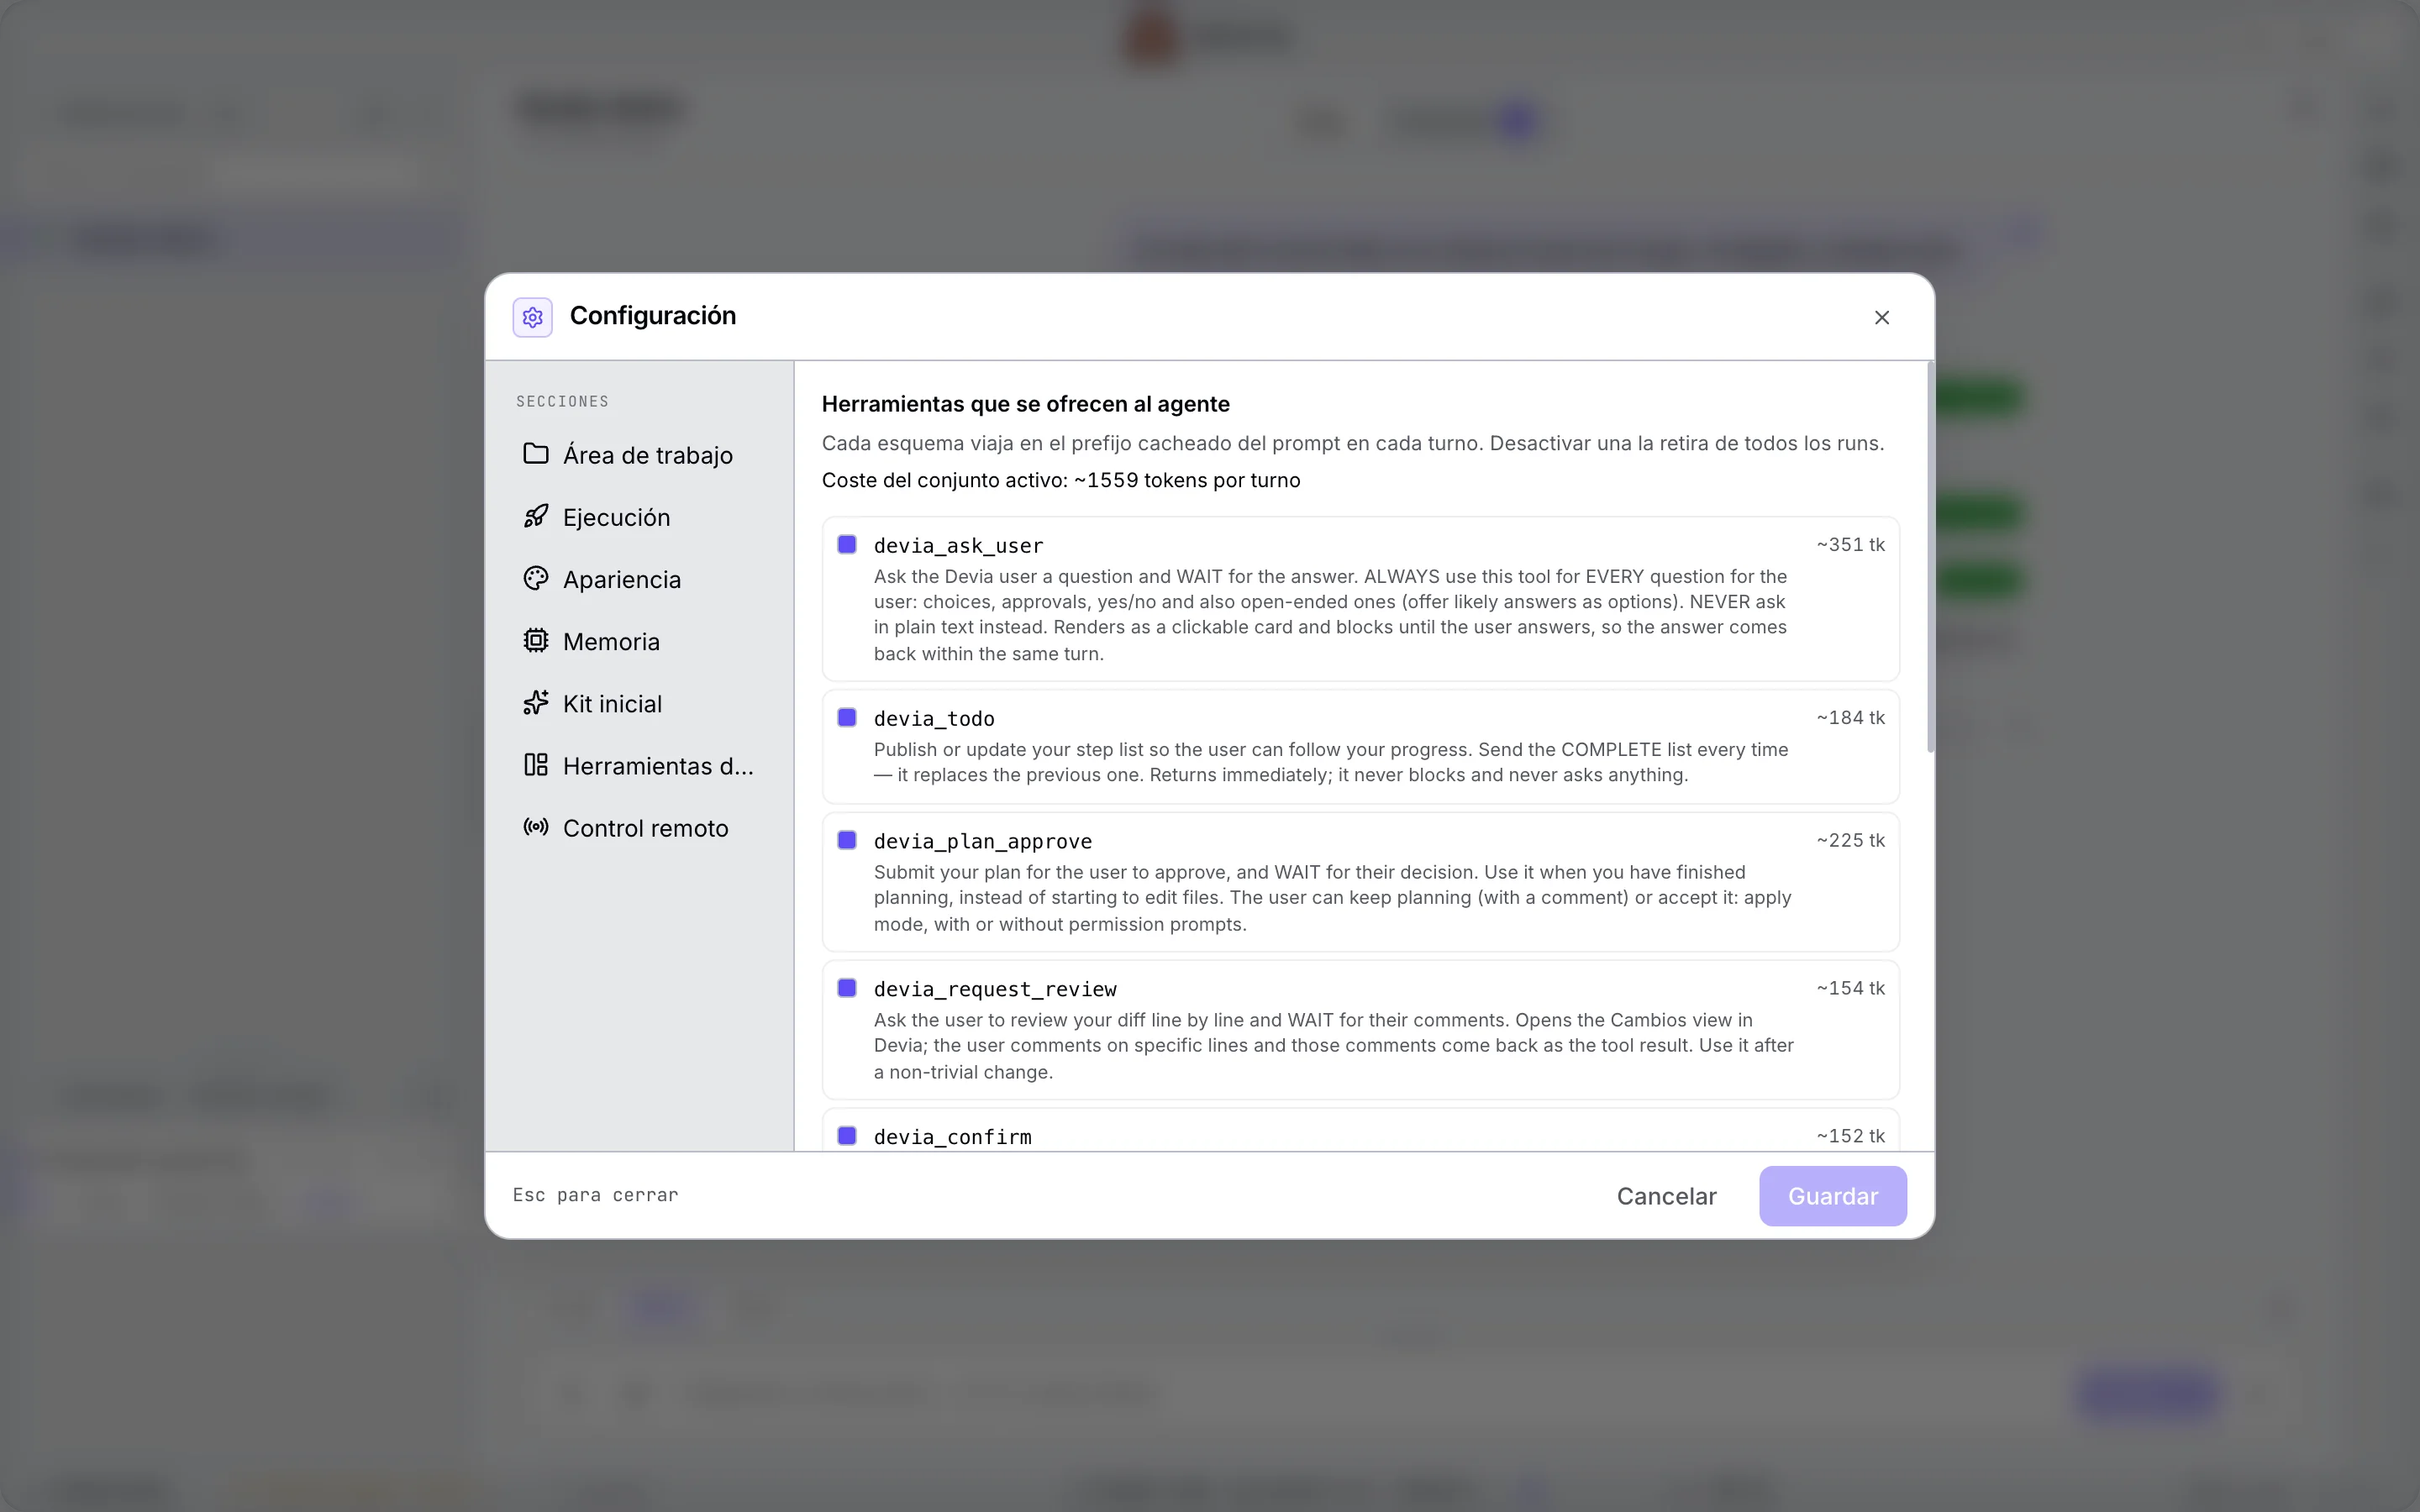 Configuración
SECCIONES
Área de trabajo
Ejecución
Apariencia
Memoria
Kit inicial
Herramientas d...
Control remoto
Herramientas que se ofrecen al agente
Cada esquema viaja en el prefijo cacheado del prompt en cada turno. Desactivar una la retira de todos los runs.
Coste del conjunto activo: ~1559 tokens por turno
devia_ask_user
~351 tk
Ask the Devia user a question and WAIT for the answer. ALWAYS use this tool for EVERY question for the
user: choices, approvals, yes/no and also open-ended ones (offer likely answers as options). NEVER ask
in plain text instead. Renders as a clickable card and blocks until the user answers, so the answer comes
back within the same turn.
devia_todo
~184 tk
Publish or update your step list so the user can follow your progress. Send the COMPLETE list every time
— it replaces the previous one. Returns immediately; it never blocks and never asks anything.
devia_plan_approve
~225 tk
Submit your plan for the user to approve, and WAIT for their decision. Use it when you have finished
planning, instead of starting to edit files. The user can keep planning (with a comment) or accept it: apply
mode, with or without permission prompts.
devia_request_review
~154 tk
Ask the user to review your diff line by line and WAIT for their comments. Opens the Cambios view in
Devia; the user comments on specific lines and those comments come back as the tool result. Use it after
a non-trivial change.
devia_confirm
~152 tk
Esc para cerrar
Cancelar
Guardar